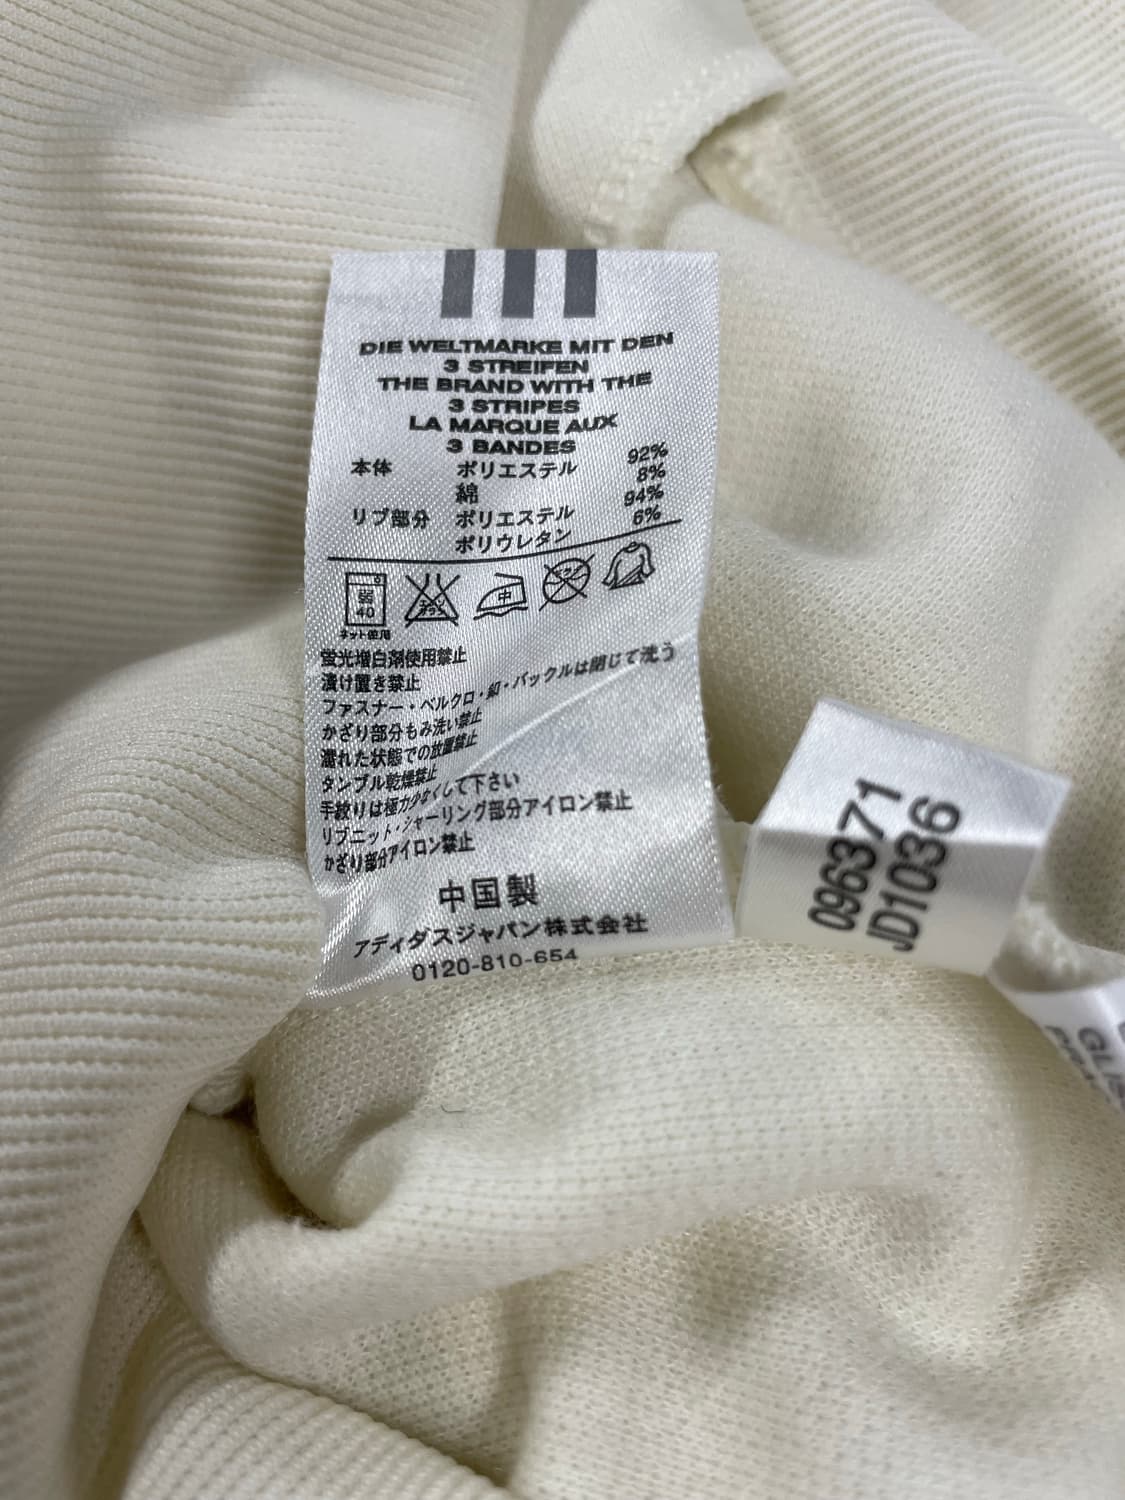 DIE WELTMARKE MIT DEN
3 STREIFEN
THE BRAND WITH THE
3 STRIPES
LA MARQUE AUX
3 BANDES
本体 ポリエステル 92%
綿 8%
リブ部分 ポリエステル 94%
ポリウレタン 6%
40 中
ネット使用
蛍光増白剤使用禁止
漬け置き禁止
ファスナー・ベルクロ・釦・バックルは閉じて洗う
かざり部分もみ洗い禁止
濡れた状態での放置禁止
タンブル乾燥禁止
手絞りは極力少なくして下さい
リブニット・シャーリング部分アイロン禁止
かざり部分アイロン禁止
中国製
アディダスジャパン株式会社
0120-810-654
096371
JD1036